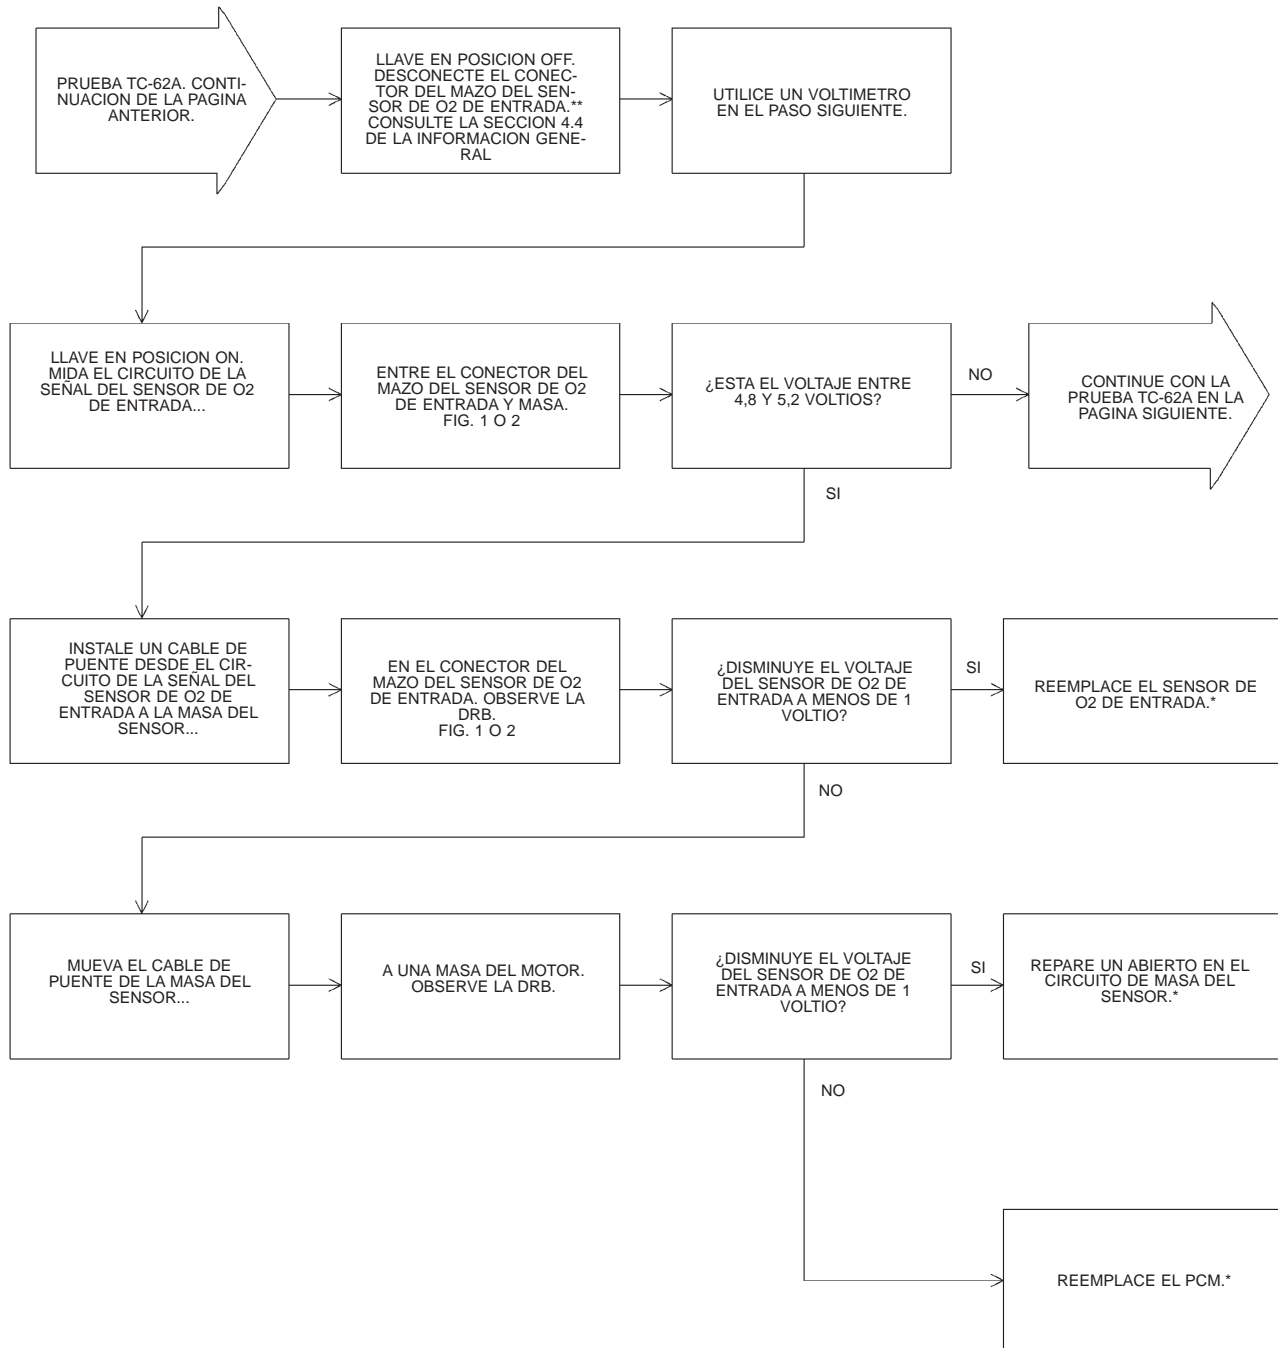 PRUEBA TC-62A. CONTI-
NUACION DE LA PAGINA
ANTERIOR.
LLAVE EN POSICION OFF.
DESCONECTE EL CONEC-
TOR DEL MAZO DEL SEN-
SOR DE O2 DE ENTRADA.**
CONSULTE LA SECCION 4.4
DE LA INFORMACION GENE-
RAL
UTILICE UN VOLTIMETRO
EN EL PASO SIGUIENTE.
LLAVE EN POSICION ON.
MIDA EL CIRCUITO DE LA
SEÑAL DEL SENSOR DE O2
DE ENTRADA...
ENTRE EL CONECTOR DEL
MAZO DEL SENSOR DE O2
DE ENTRADA Y MASA.
FIG. 1 O 2
¿ESTA EL VOLTAJE ENTRE
4,8 Y 5,2 VOLTIOS?
NO
CONTINUE CON LA
PRUEBA TC-62A EN LA
PAGINA SIGUIENTE.
SI
INSTALE UN CABLE DE
PUENTE DESDE EL CIR-
CUITO DE LA SEÑAL DEL
SENSOR DE O2 DE
ENTRADA A LA MASA DEL
SENSOR...
EN EL CONECTOR DEL
MAZO DEL SENSOR DE O2
DE ENTRADA. OBSERVE LA
DRB.
FIG. 1 O 2
¿DISMINUYE EL VOLTAJE
DEL SENSOR DE O2 DE
ENTRADA A MENOS DE 1
VOLTIO?
SI
REEMPLACE EL SENSOR DE
O2 DE ENTRADA.*
NO
MUEVA EL CABLE DE
PUENTE DE LA MASA DEL
SENSOR...
A UNA MASA DEL MOTOR.
OBSERVE LA DRB.
¿DISMINUYE EL VOLTAJE
DEL SENSOR DE O2 DE
ENTRADA A MENOS DE 1
VOLTIO?
SI
REPARE UN ABIERTO EN EL
CIRCUITO DE MASA DEL
SENSOR.*
NO
REEMPLACE EL PCM.*